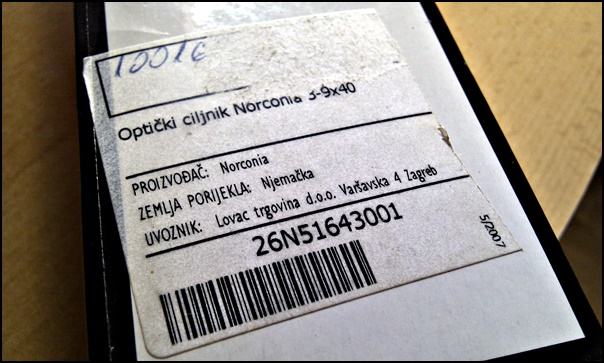 Optički ciljnik Norconia 3-9x40
PROIZVOĐAČ: Norconia
ZEMLJA PORIJEKLA: Njemačka
UVOZNIK: Lovac trgovina d.o.o. Varšavska 4 Zagreb
26N51643001
5/2007